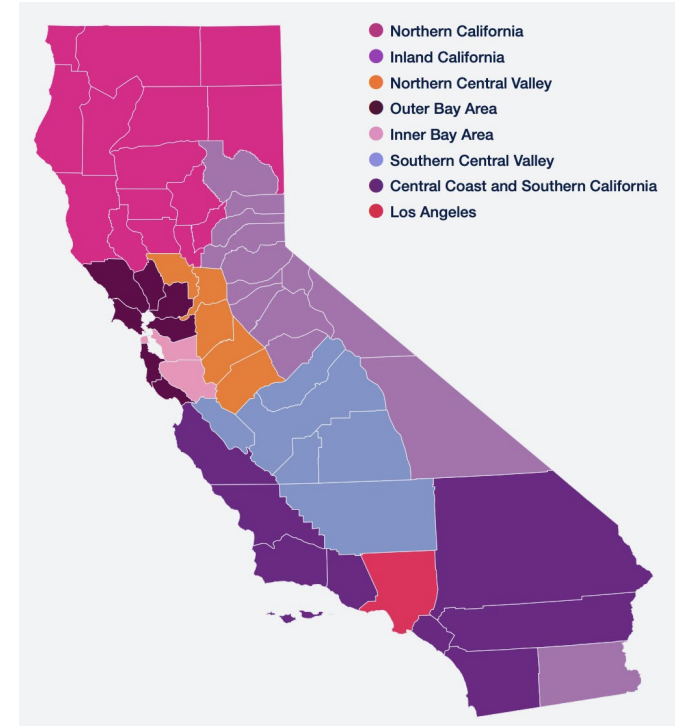 Northern California
Inland California
Northern Central Valley
Outer Bay Area
Inner Bay Area
Southern Central Valley
Central Coast and Southern California
Los Angeles